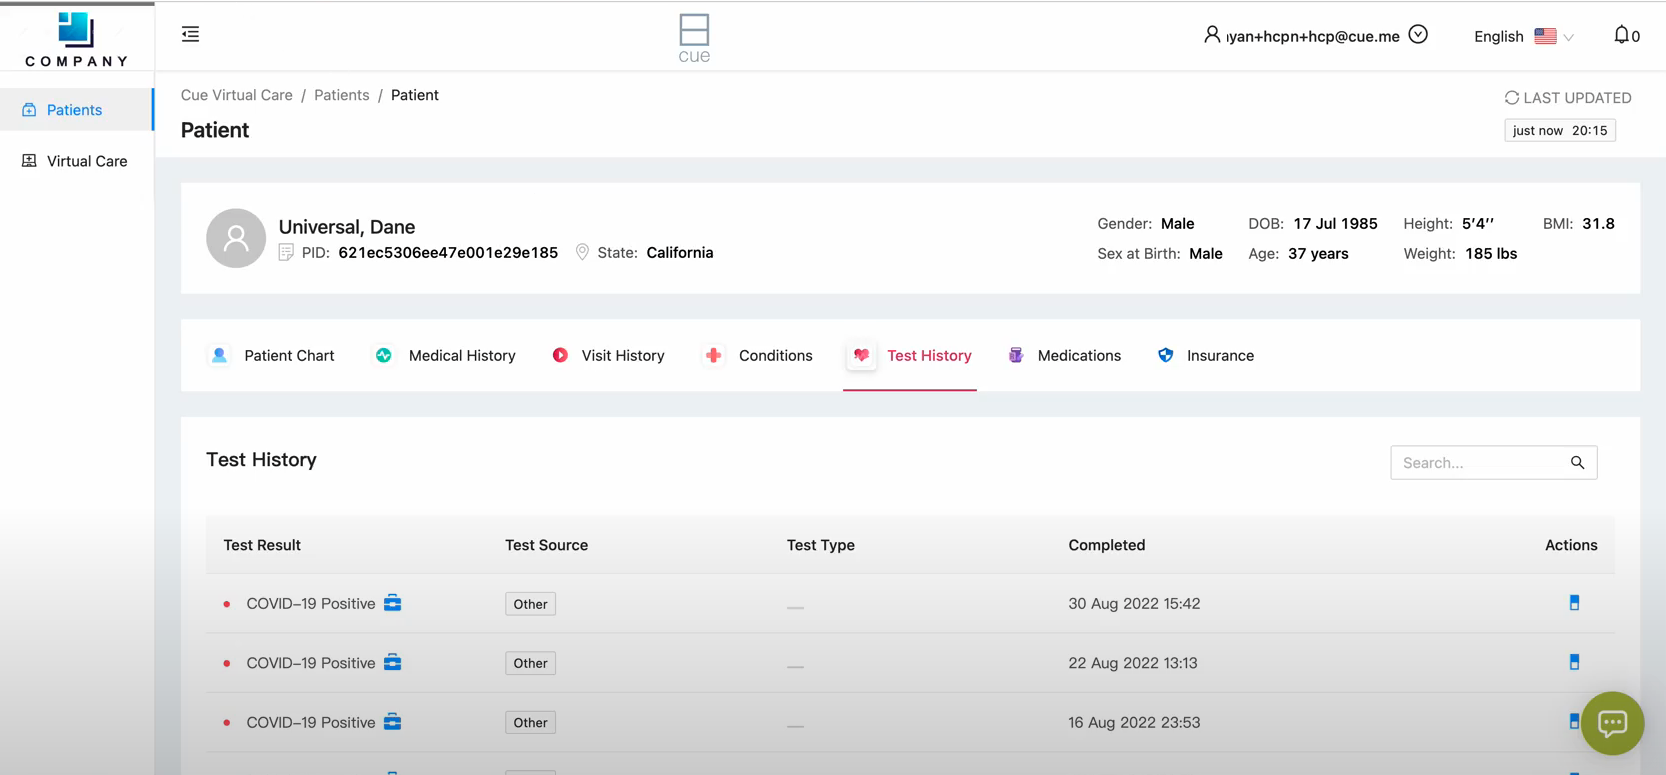 COMPANY
cue
yan+hcpn+hcp@cue.me
English
0
Patients
Virtual Care
Cue Virtual Care / Patients / Patient
Patient
LAST UPDATED
just now 20:15
Universal, Dane
PID: 621ec5306ee47e001e29e185 State: California
Gender: Male DOB: 17 Jul 1985 Height: 5'4'' BMI: 31.8
Sex at Birth: Male Age: 37 years Weight: 185 lbs
Patient Chart Medical History Visit History Conditions Test History Medications Insurance
Test History
Search...
Test Result Test Source Test Type Completed Actions
COVID-19 Positive Other — 30 Aug 2022 15:42
COVID-19 Positive Other — 22 Aug 2022 13:13
COVID-19 Positive Other — 16 Aug 2022 23:53